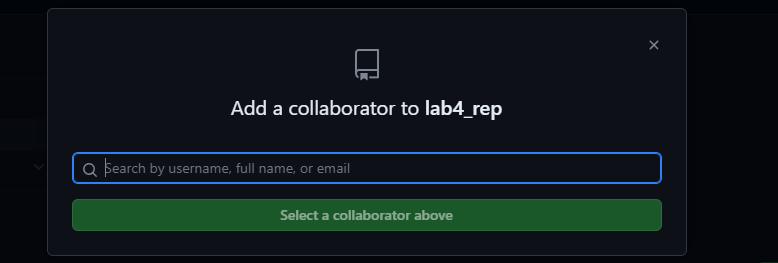 Add a collaborator to lab4_rep
Search by username, full name, or email
Select a collaborator above